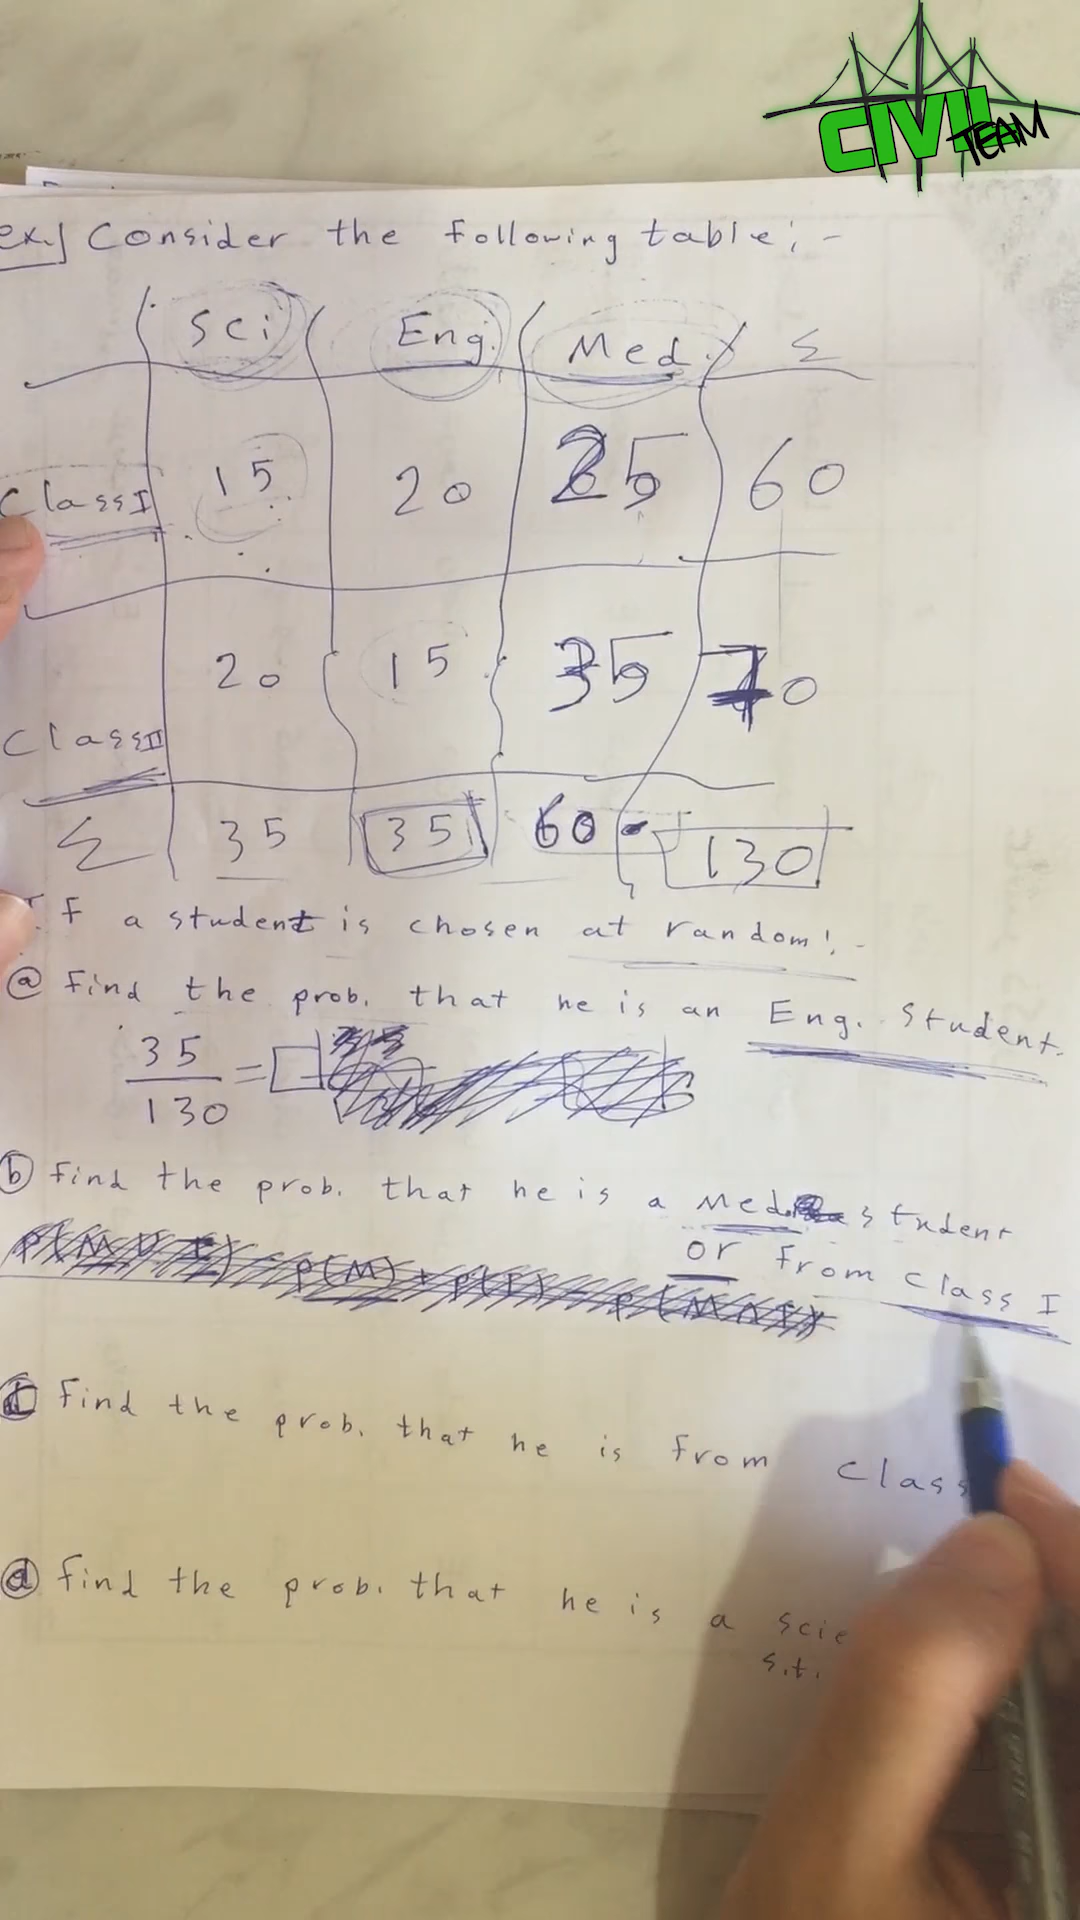 CIVIL TEAM
ex.] Consider the following table:-
Sci Eng. Med. Σ
Class I 15 20 25 60
Class II 20 15 35 70
Σ 35 35 60 130
If a student is chosen at random:-
(a) Find the prob. that he is an Eng. student.
35/130 = □
(b) Find the prob. that he is a Med. student
or from class I
P(M ∪ I) = P(M) + P(I) - P(M ∩ I)
(c) Find the prob. that he is from class
(d) Find the prob. that he is a scie
s.t.